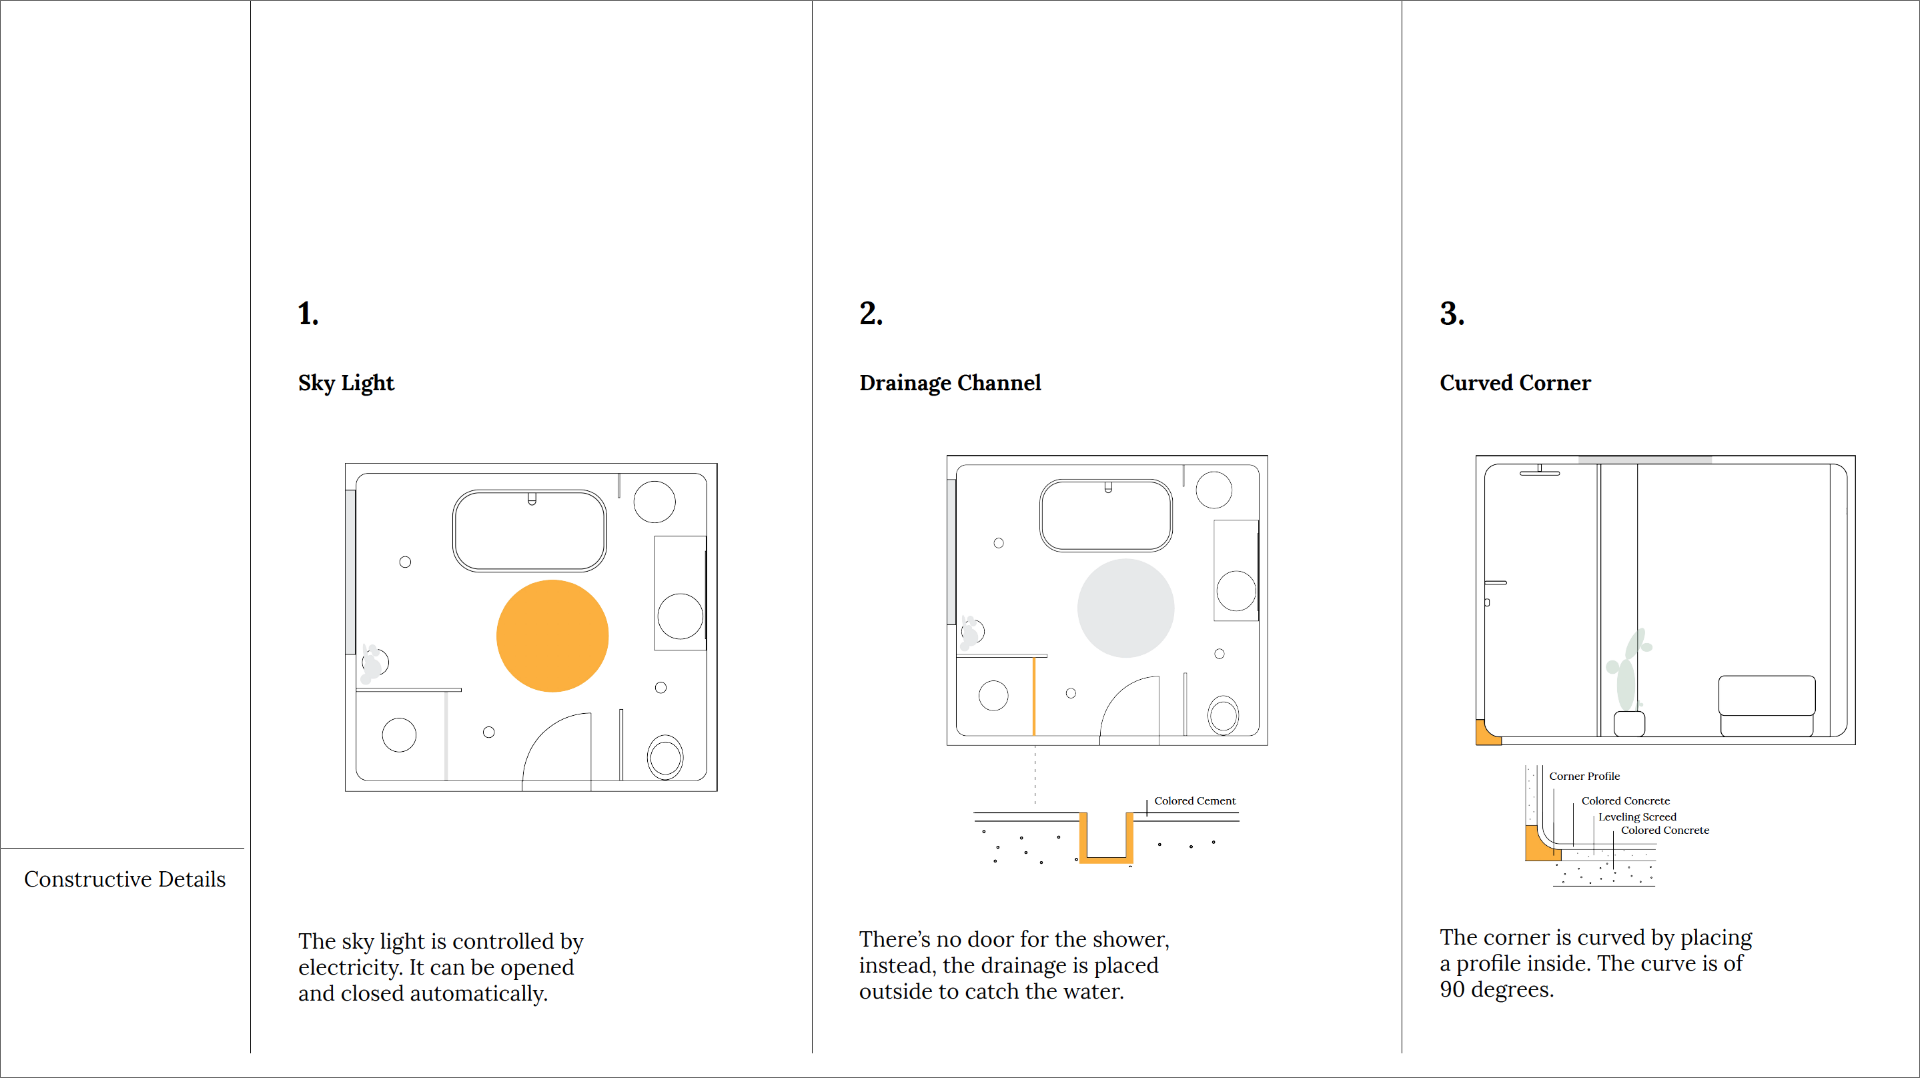 Constructive Details
1.
Sky Light
The sky light is controlled by
electricity. It can be opened
and closed automatically.
2.
Drainage Channel
Colored Cement
There’s no door for the shower,
instead, the drainage is placed
outside to catch the water.
3.
Curved Corner
Corner Profile
Colored Concrete
Leveling Screed
Colored Concrete
The corner is curved by placing
a profile inside. The curve is of
90 degrees.